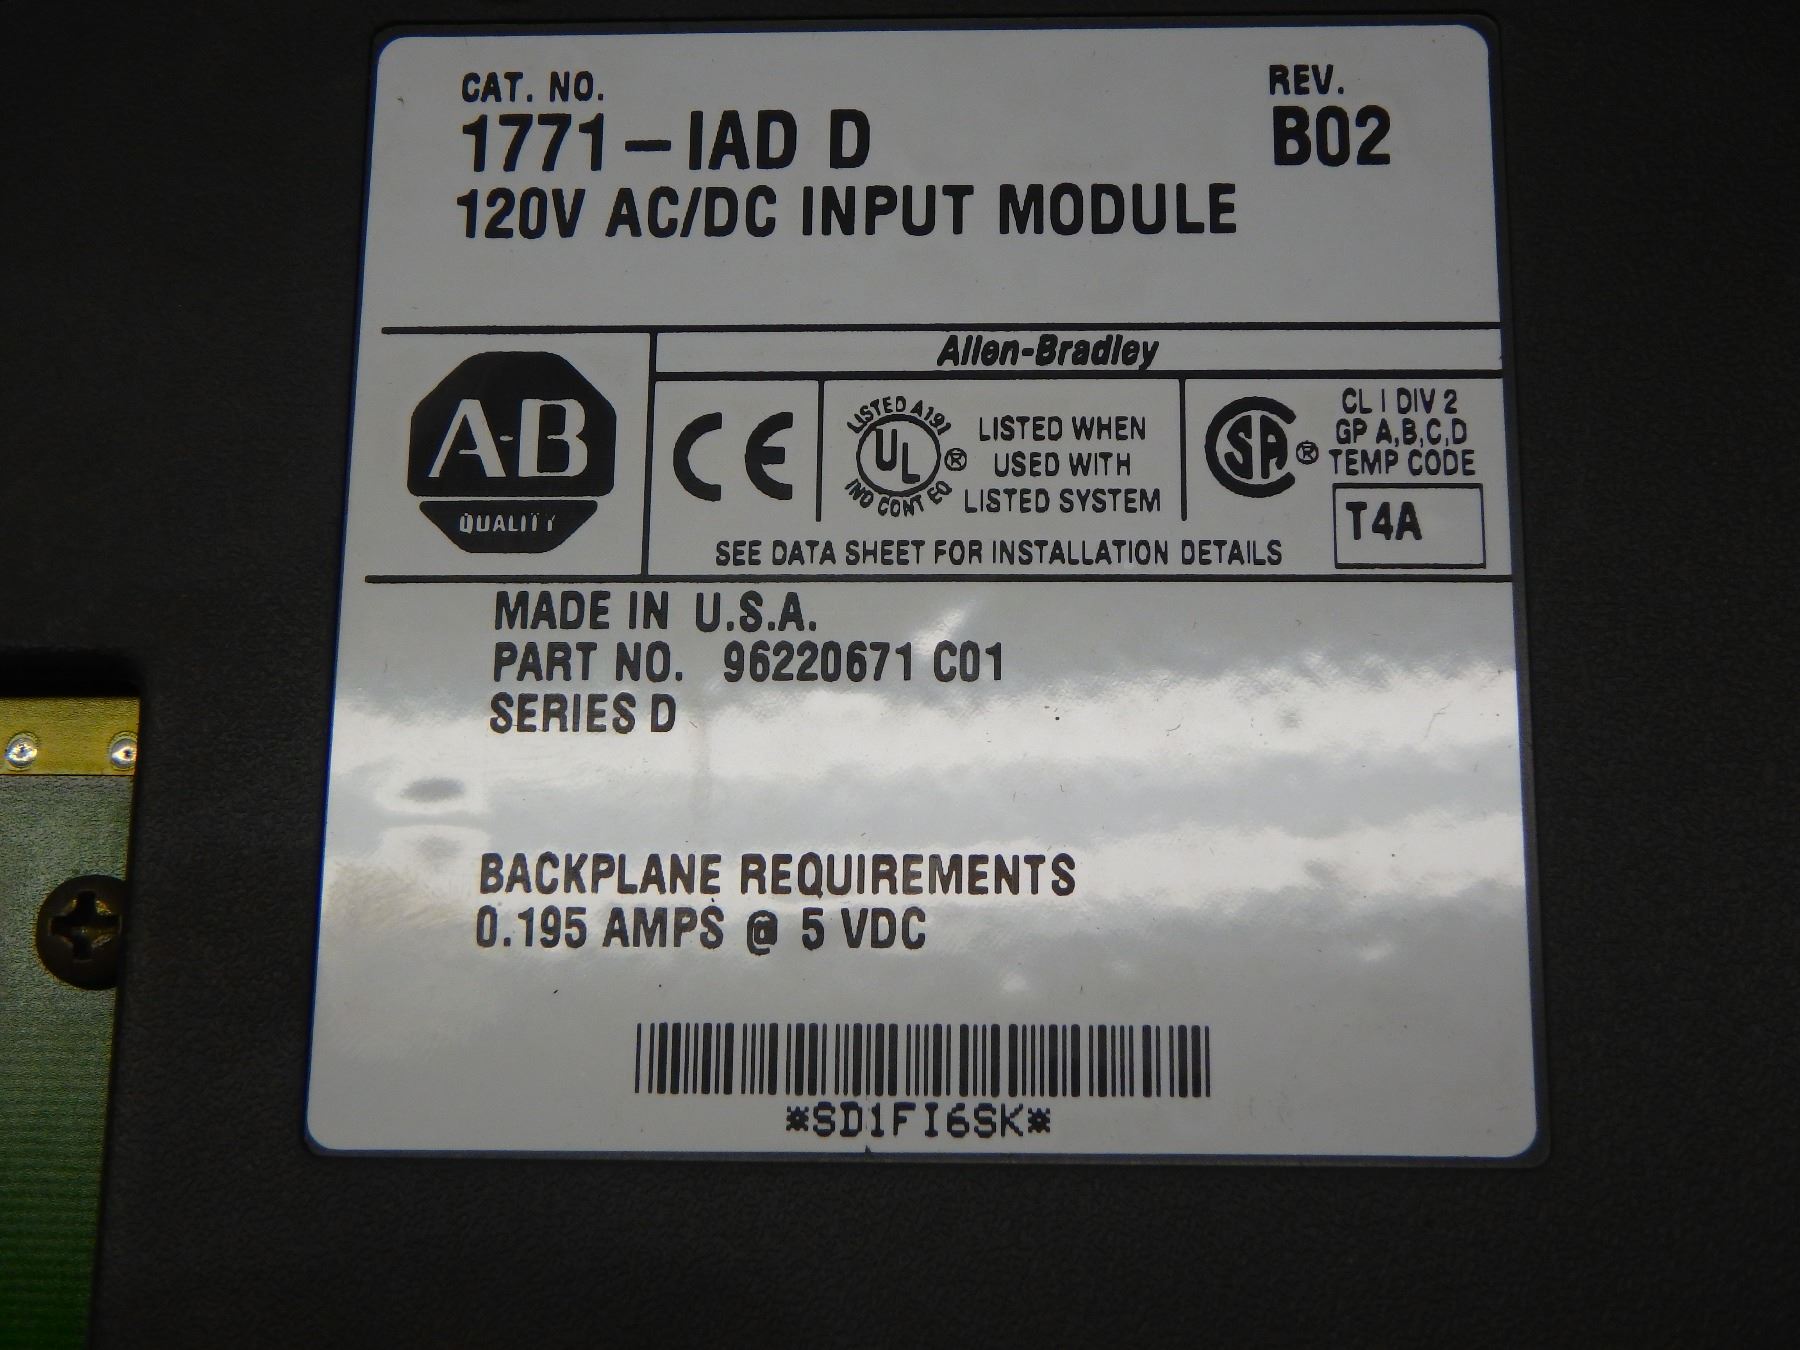 CAT. NO. REV.
1771-IAD D B02
120V AC/DC INPUT MODULE
Allen-Bradley
A-B
QUALITY
CE
LISTED A191
UL ®
IND CONT EQ
LISTED WHEN
USED WITH
LISTED SYSTEM
SA ®
CL I DIV 2
GP A,B,C,D
TEMP CODE
T4A
SEE DATA SHEET FOR INSTALLATION DETAILS
MADE IN U.S.A.
PART NO. 96220671 C01
SERIES D
BACKPLANE REQUIREMENTS
0.195 AMPS @ 5 VDC
*SD1FI6SK*